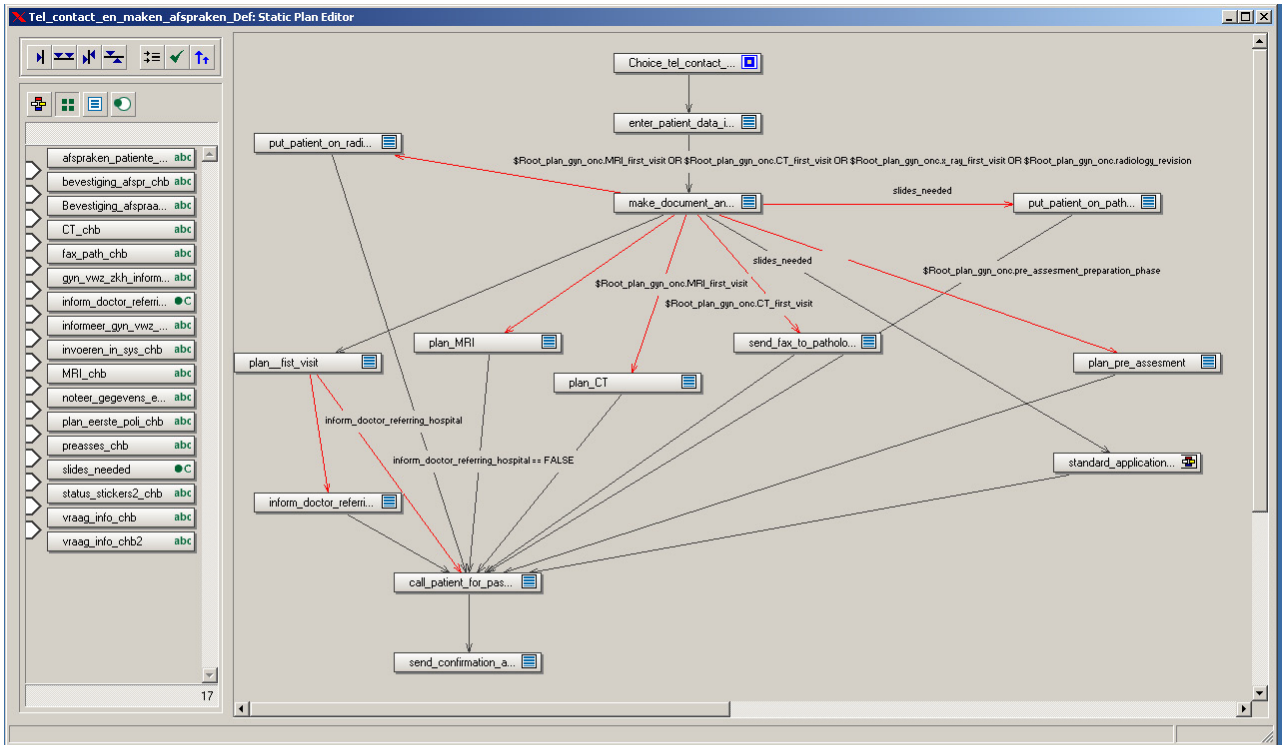 Tel_contact_en_maken_afspraken_Def: Static Plan Editor
afspraken_patiente_... abc
bevestiging_afspr_chb abc
Bevestiging_afspraa... abc
CT_chb abc
fax_path_chb abc
gyn_vwz_zkh_inform... abc
inform_doctor_referri... C
informeer_gyn_vwz_... abc
invoeren_in_sys_chb abc
MRI_chb abc
noteer_gegevens_e... abc
plan_eerste_poli_chb abc
preasses_chb abc
slides_needed C
status_stickers2_chb abc
vraag_info_chb abc
vraag_info_chb2 abc
17
Choice_tel_contact_...
enter_patient_data_i...
put_patient_on_radi...
$Root_plan_gyn_onc.MRI_first_visit OR $Root_plan_gyn_onc.CT_first_visit OR $Root_plan_gyn_onc.x_ray_first_visit OR $Root_plan_gyn_onc.radiology_revision
slides_needed
make_document_an...
put_patient_on_path...
slides_needed
$Root_plan_gyn_onc.pre_assesment_preparation_phase
$Root_plan_gyn_onc.MRI_first_visit
$Root_plan_gyn_onc.CT_first_visit
plan_MRI
send_fax_to_patholo...
plan__fist_visit
plan_pre_assesment
plan_CT
inform_doctor_referring_hospital
inform_doctor_referring_hospital == FALSE
standard_application...
inform_doctor_referri...
call_patient_for_pas...
send_confirmation_a...